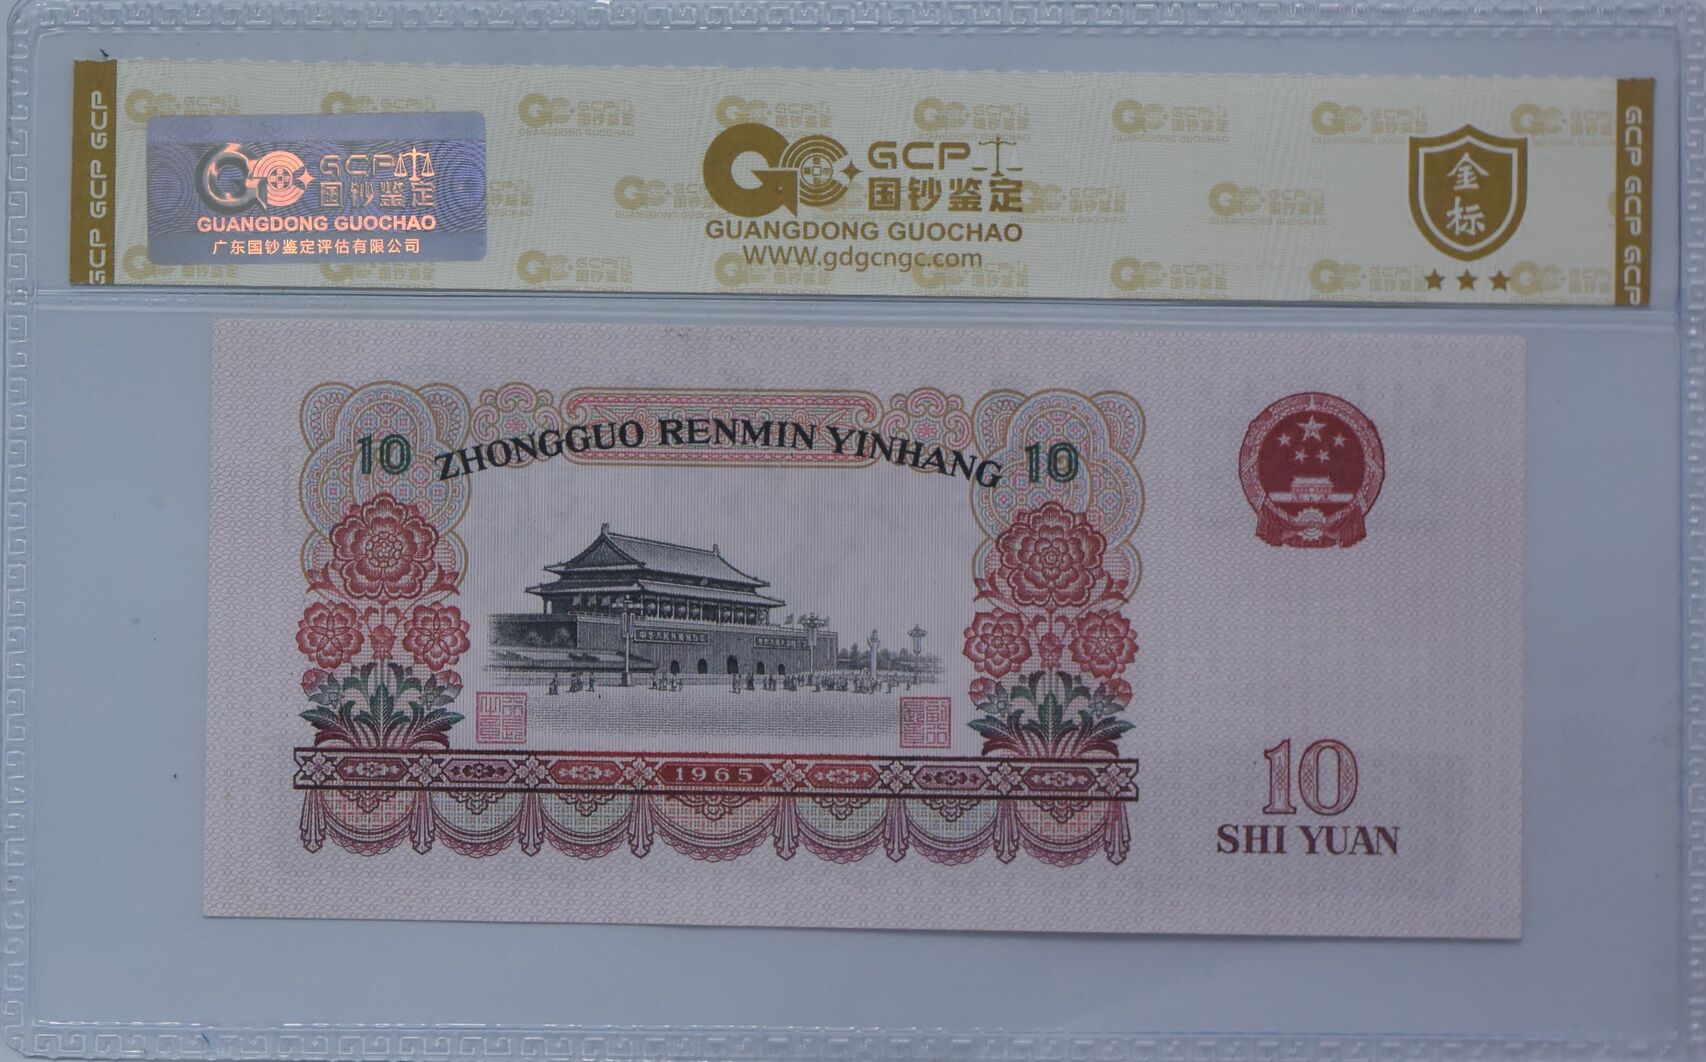 GCP GCP GCP
GCP
国钞鉴定
GUANGDONG GUOCHAO
广东国钞鉴定评估有限公司
GCP
国钞鉴定
GUANGDONG GUOCHAO
WWW.gdgcngc.com
金标
GCP GCP GCP
10 ZHONGGUO RENMIN YINHANG 10
1965
10
SHI YUAN